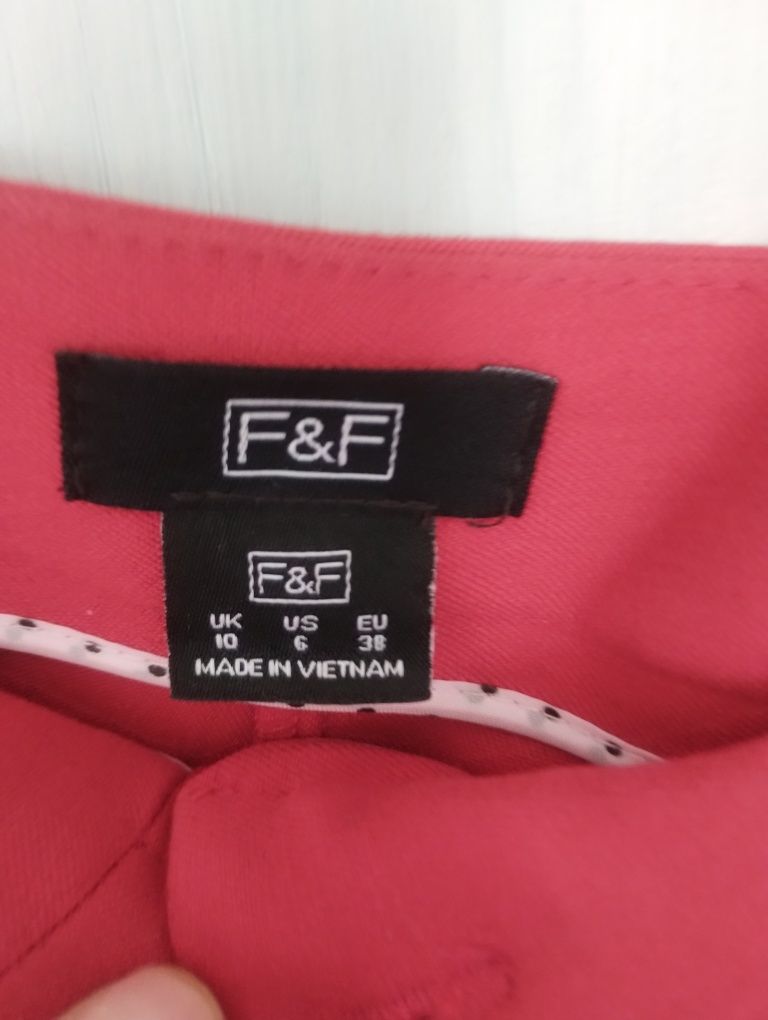 F&F
F&F
UK US EU
10 6 38
MADE IN VIETNAM